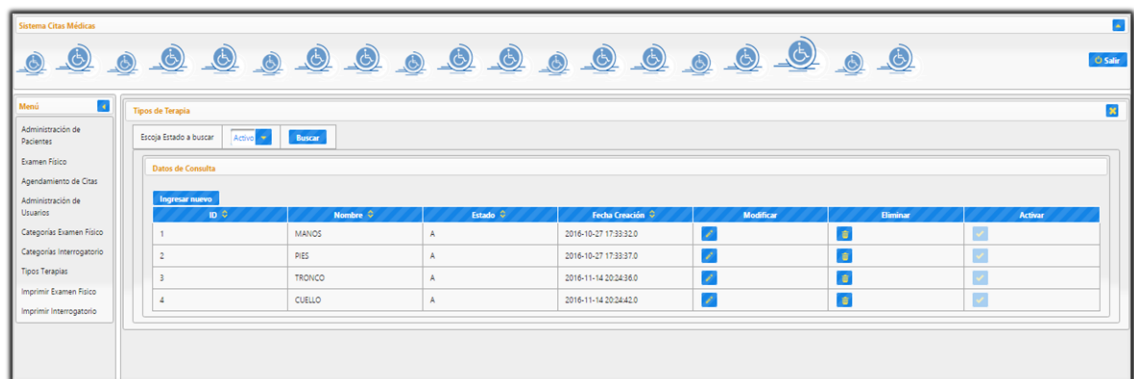 Sistema Citas Médicas
Salir
Menú
Administración de
Pacientes
Examen Físico
Agendamiento de Citas
Administración de
Usuarios
Categorías Examen Físico
Categorías Interrogatorio
Tipos Terapias
Imprimir Examen Físico
Imprimir Interrogatorio
Tipos de Terapia
Escoja Estado a buscar Activo Buscar
Datos de Consulta
Ingresar nuevo
ID Nombre Estado Fecha Creación Modificar Eliminar Activar
1 MANOS A 2016-10-27 17:33:32.0
2 PIES A 2016-10-27 17:33:37.0
3 TRONCO A 2016-11-14 20:24:36.0
4 CUELLO A 2016-11-14 20:24:42.0